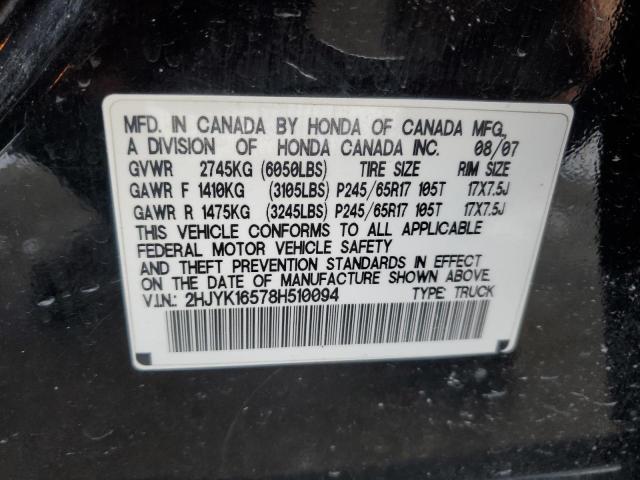 MFD. IN CANADA BY HONDA OF CANADA MFG.,
A DIVISION OF HONDA CANADA INC. 08/07
GVWR 2745KG (6050LBS) TIRE SIZE RIM SIZE
GAWR F 1410KG (3105LBS) P245/65R17 105T 17X7.5J
GAWR R 1475KG (3245LBS) P245/65R17 105T 17X7.5J
THIS VEHICLE CONFORMS TO ALL APPLICABLE
FEDERAL MOTOR VEHICLE SAFETY
AND THEFT PREVENTION STANDARDS IN EFFECT
ON THE DATE OF MANUFACTURE SHOWN ABOVE.
V.I.N.: 2HJYK16578H510094 TYPE: TRUCK